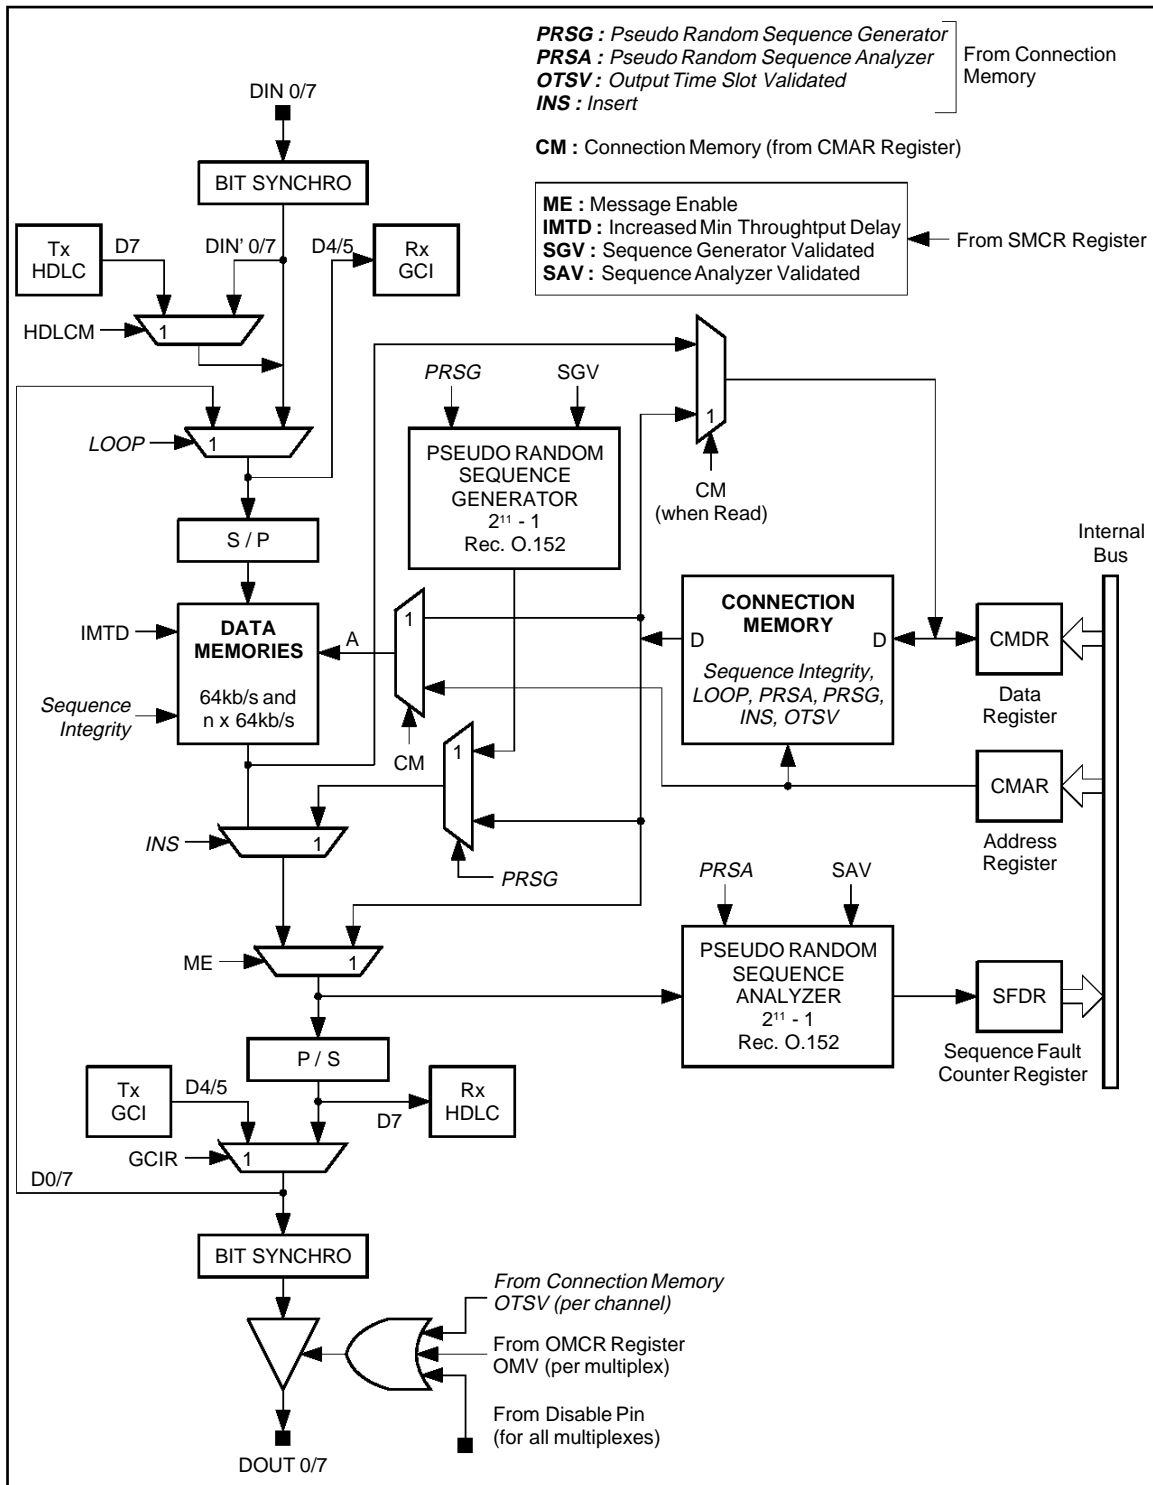 PRSG : Pseudo Random Sequence Generator
PRSA : Pseudo Random Sequence Analyzer
OTSV : Output Time Slot Validated
INS : Insert
From Connection
Memory
CM : Connection Memory (from CMAR Register)
ME : Message Enable
IMTD : Increased Min Throughtput Delay
SGV : Sequence Generator Validated
SAV : Sequence Analyzer Validated
From SMCR Register
DIN 0/7
BIT SYNCHRO
Tx
HDLC
D7
DIN' 0/7
D4/5
Rx
GCI
HDLCM
1
LOOP
1
PRSG
SGV
PSEUDO RANDOM
SEQUENCE
GENERATOR
2¹¹ - 1
Rec. O.152
1
CM
(when Read)
S / P
IMTD
DATA
MEMORIES
64kb/s and
n x 64kb/s
Sequence
Integrity
A
1
CM
CONNECTION
MEMORY
D
D
Sequence Integrity,
LOOP, PRSA, PRSG,
INS, OTSV
Internal
Bus
CMDR
Data
Register
CMAR
Address
Register
1
PRSG
INS
1
ME
1
PRSA
SAV
PSEUDO RANDOM
SEQUENCE
ANALYZER
2¹¹ - 1
Rec. O.152
SFDR
Sequence Fault
Counter Register
P / S
Tx
GCI
D4/5
D7
Rx
HDLC
GCIR
1
D0/7
BIT SYNCHRO
From Connection Memory
OTSV (per channel)
From OMCR Register
OMV (per multiplex)
From Disable Pin
(for all multiplexes)
DOUT 0/7